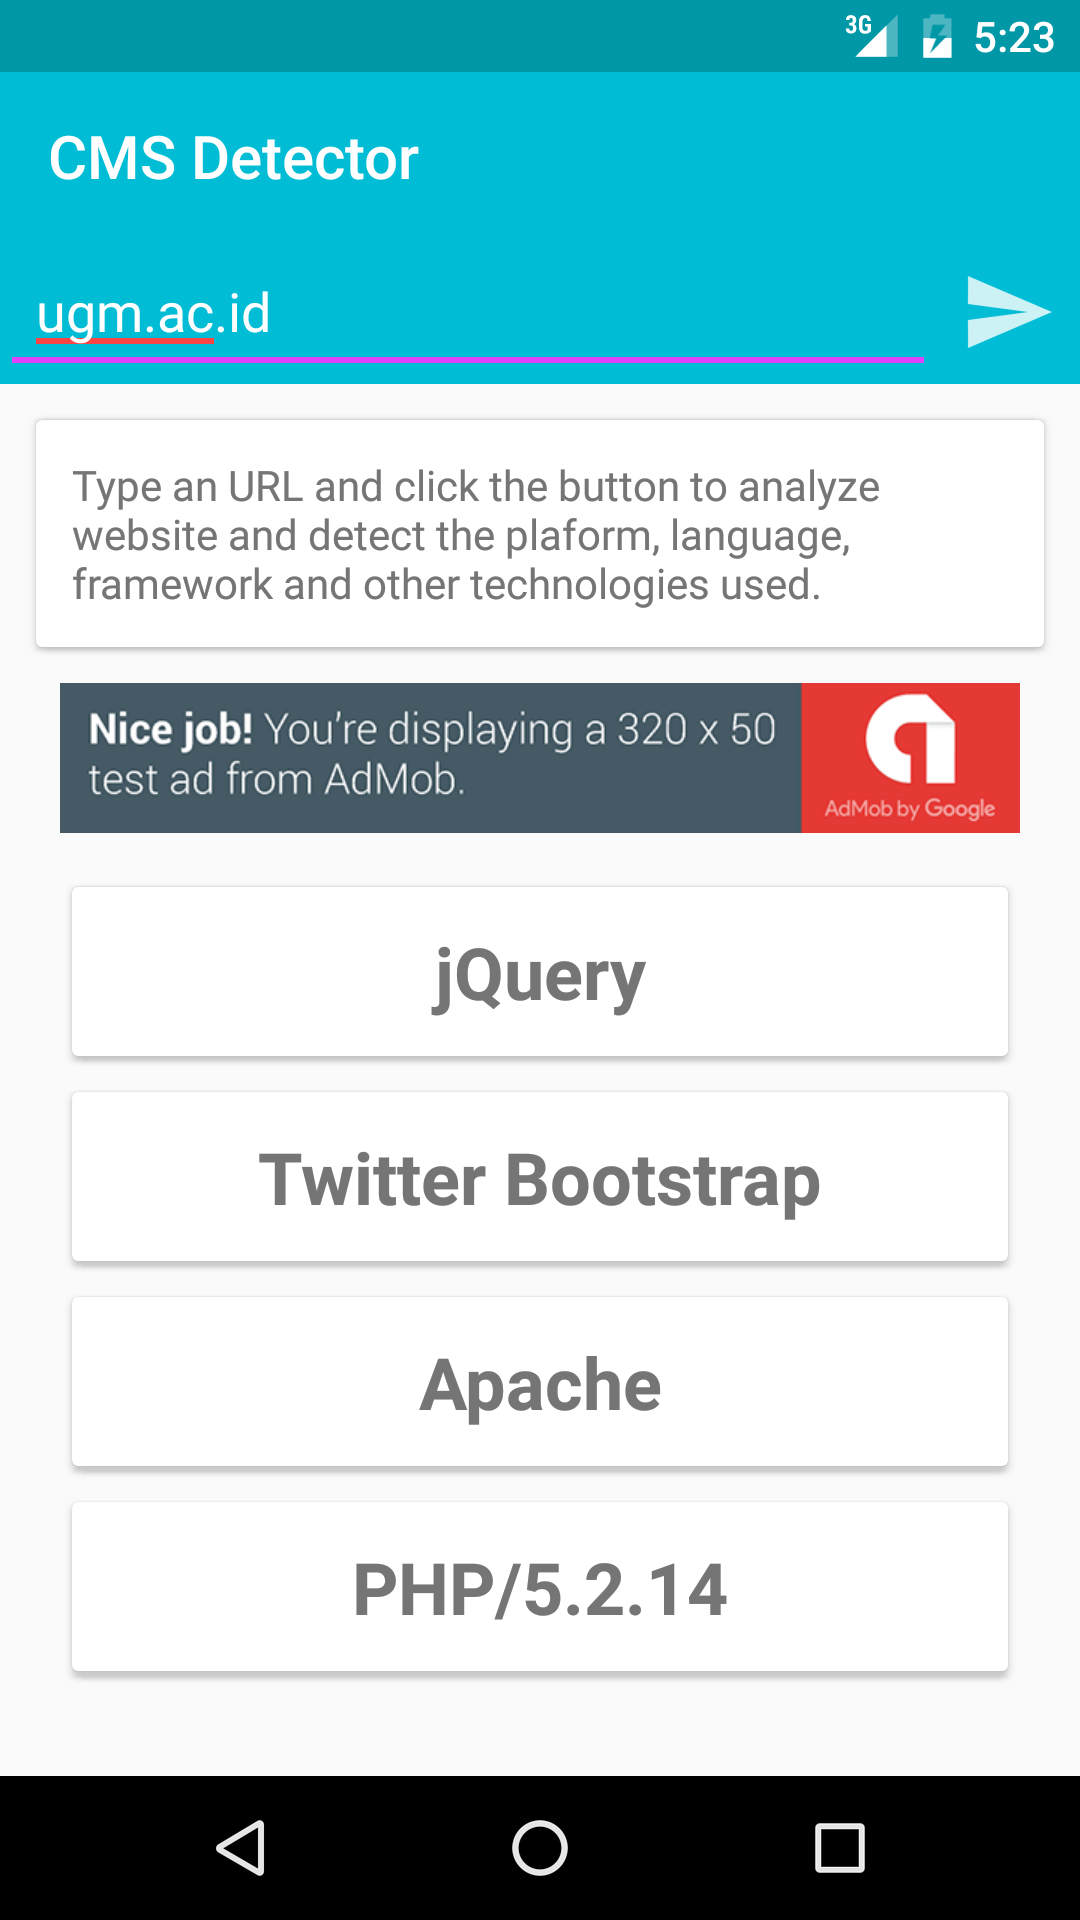 3G 5:23
CMS Detector
ugm.ac.id
Type an URL and click the button to analyze
website and detect the plaform, language,
framework and other technologies used.
Nice job! You're displaying a 320 x 50
test ad from AdMob.
AdMob by Google
jQuery
Twitter Bootstrap
Apache
PHP/5.2.14